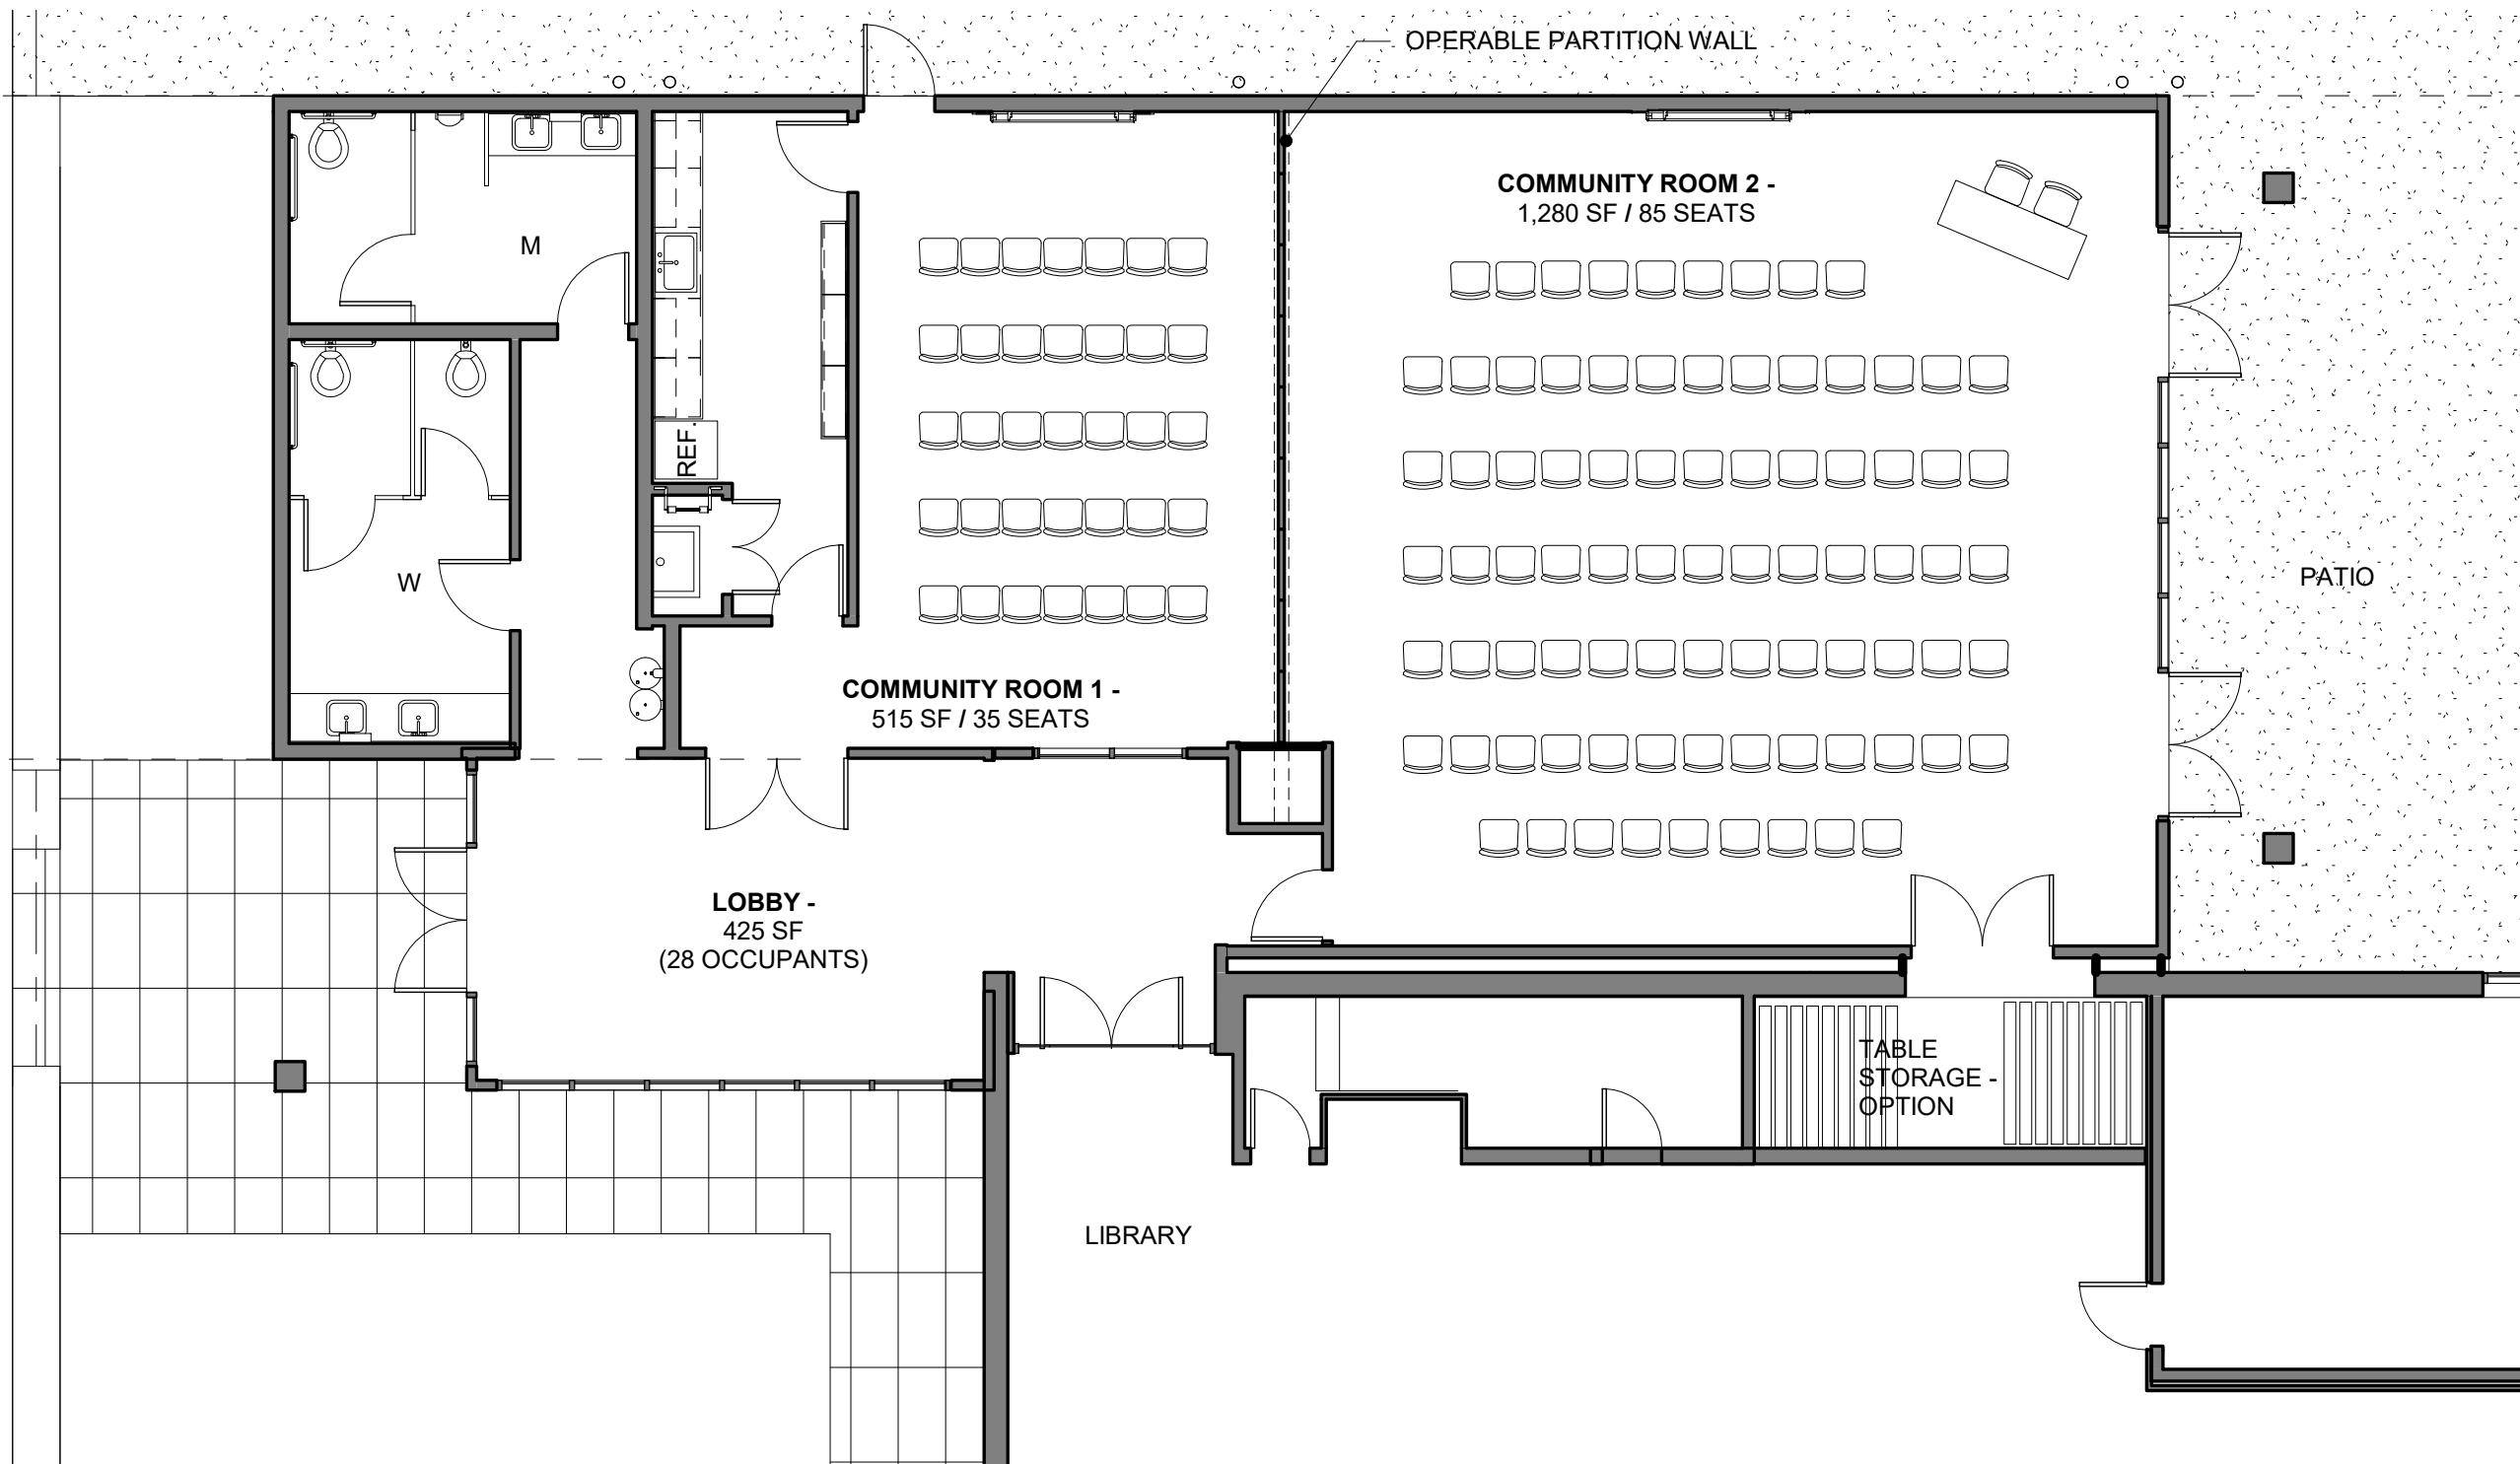 OPERABLE PARTITION WALL
COMMUNITY ROOM 2 -
1,280 SF / 85 SEATS
M
REF.
W
PATIO
COMMUNITY ROOM 1 -
515 SF / 35 SEATS
LOBBY -
425 SF
(28 OCCUPANTS)
TABLE
STORAGE -
OPTION
LIBRARY